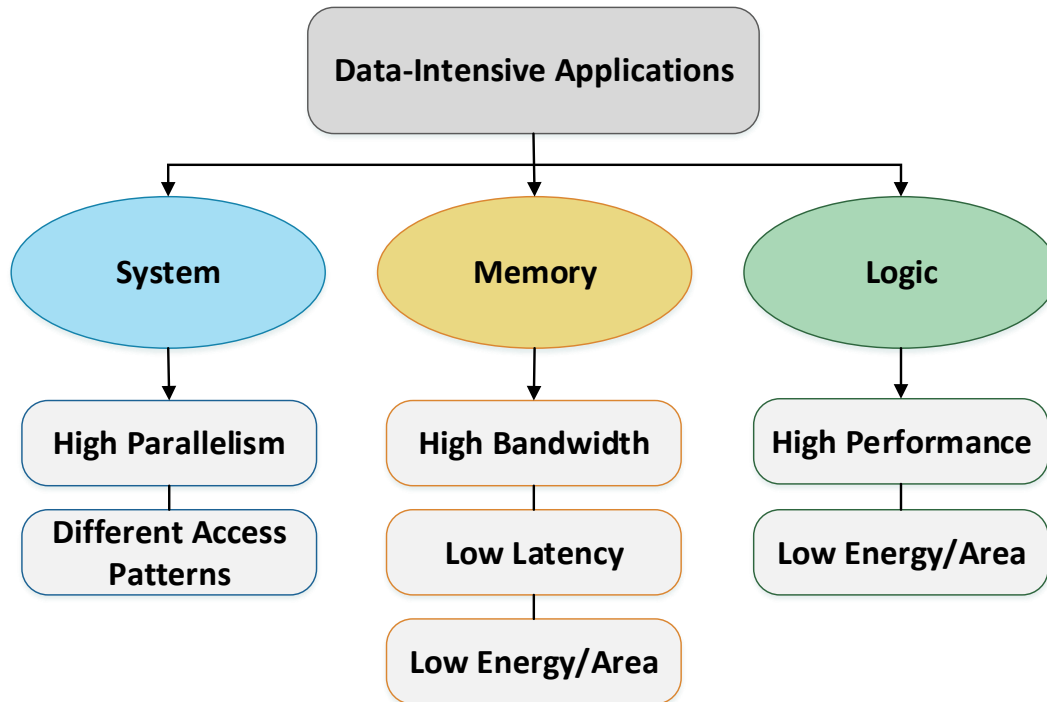 Data-Intensive Applications
System
Memory
Logic
High Parallelism
High Bandwidth
High Performance
Different Access
Patterns
Low Latency
Low Energy/Area
Low Energy/Area